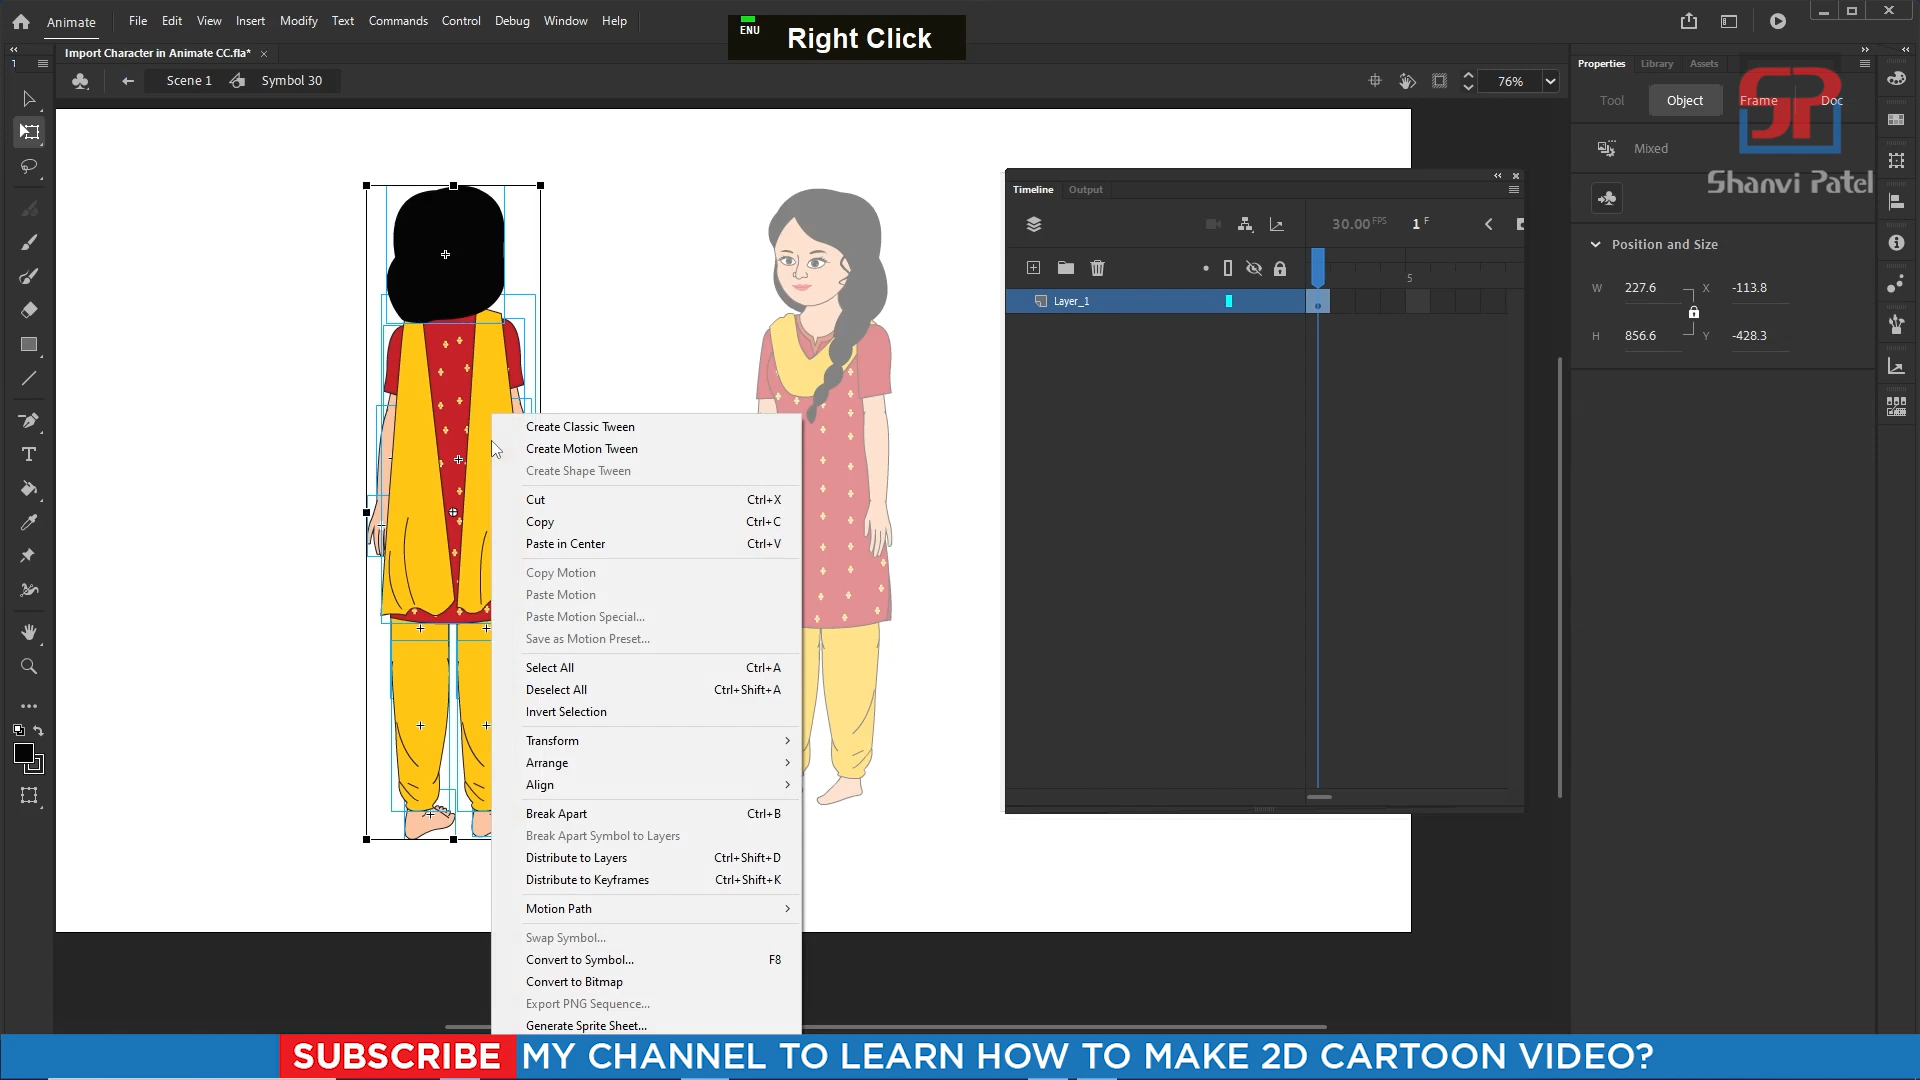 Animate
File Edit View Insert Modify Text Commands Control Debug Window Help
ENU
Right Click
Import Character in Animate CC.fla*
Scene 1
Symbol 30
76%
Properties Library Assets
Tool Object Frame Doc
Mixed
Shanvi Patel
Position and Size
W 227.6 X -113.8
H 856.6 Y -428.3
Timeline Output
30.00 FPS 1 F
5
Layer_1
Create Classic Tween
Create Motion Tween
Create Shape Tween
Cut Ctrl+X
Copy Ctrl+C
Paste in Center Ctrl+V
Copy Motion
Paste Motion
Paste Motion Special...
Save as Motion Preset...
Select All Ctrl+A
Deselect All Ctrl+Shift+A
Invert Selection
Transform
Arrange
Align
Break Apart Ctrl+B
Break Apart Symbol to Layers
Distribute to Layers Ctrl+Shift+D
Distribute to Keyframes Ctrl+Shift+K
Motion Path
Swap Symbol...
Convert to Symbol... F8
Convert to Bitmap
Export PNG Sequence...
Generate Sprite Sheet...
SUBSCRIBE MY CHANNEL TO LEARN HOW TO MAKE 2D CARTOON VIDEO?